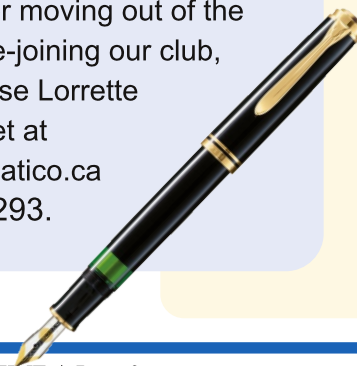 r moving out of the
e-joining our club,
se Lorrette
et at
atico.ca
293.